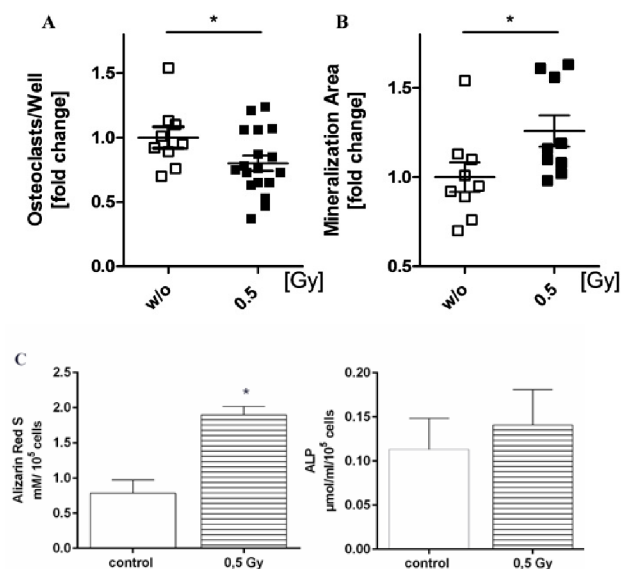 A
*
Osteoclasts/Well
[fold change]
1.5
1.0
0.5
0.0
w/o
0.5
[Gy]
B
*
Mineralization Area
[fold change]
1.5
1.0
0.5
w/o
0.5
[Gy]
C
Alizarin Red S
mM/ 10⁵ cells
2.5
2.0
1.5
1.0
0.5
0.0
*
control
0,5 Gy
ALP
µmol/ml/10⁵ cells
0.20
0.15
0.10
0.05
0.00
control
0,5 Gy